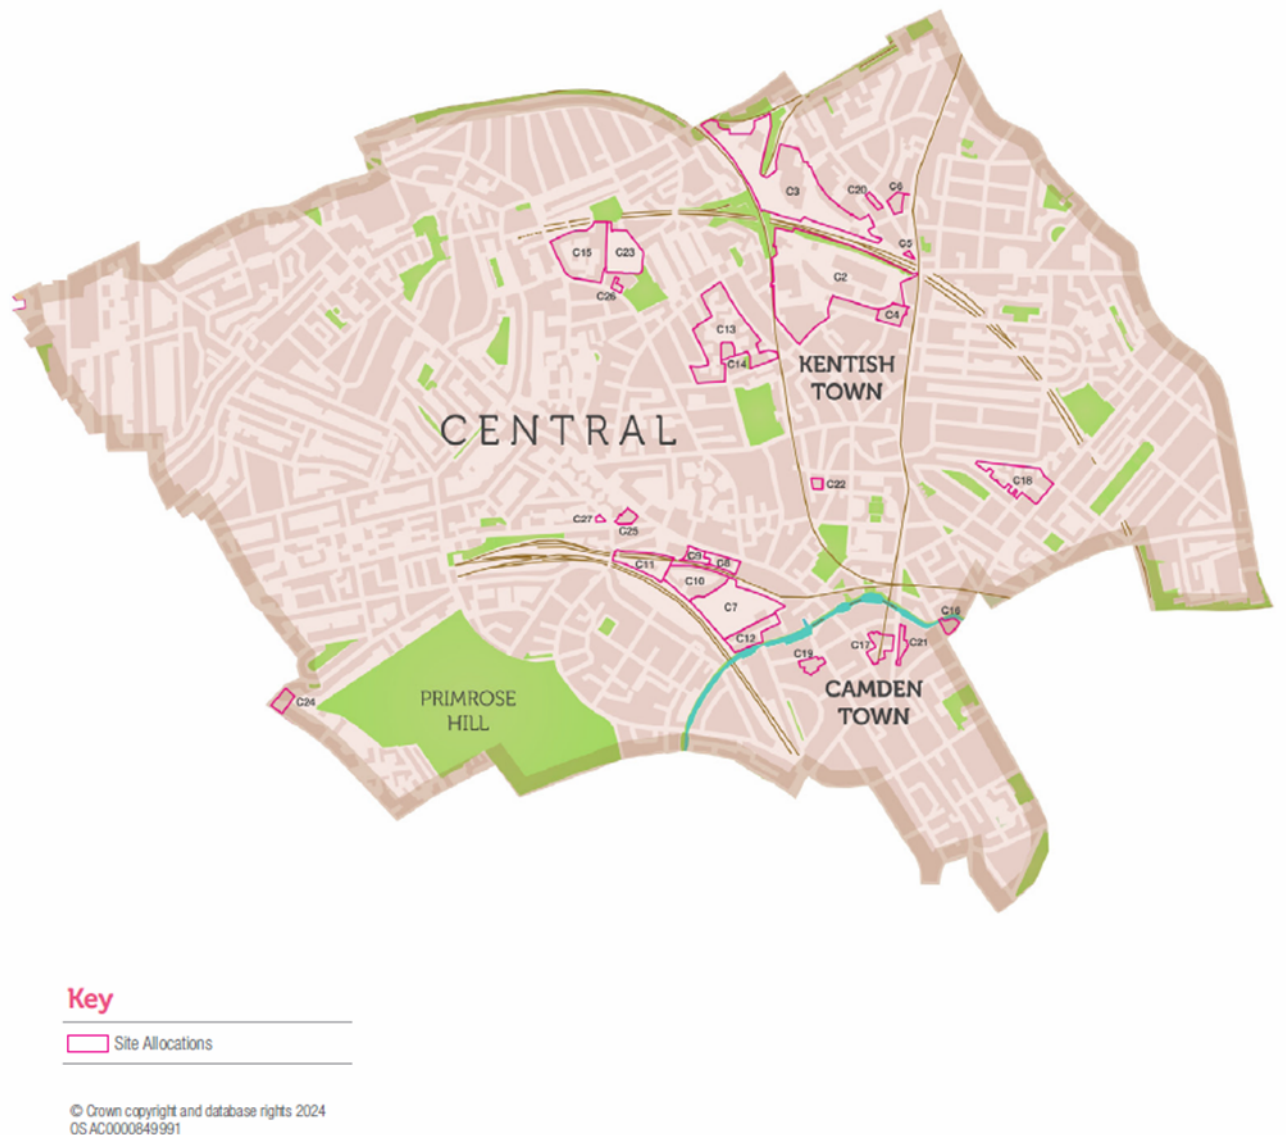 C3
C20
C6
C5
C15
C23
C2
C26
C4
C13
C14
KENTISH
TOWN
CENTRAL
C22
C18
C27
C25
C9
C8
C11
C10
C7
C16
C12
C17
C21
C19
CAMDEN
TOWN
PRIMROSE
HILL
C24
Key
Site Allocations
© Crown copyright and database rights 2024
OS AC0000849991